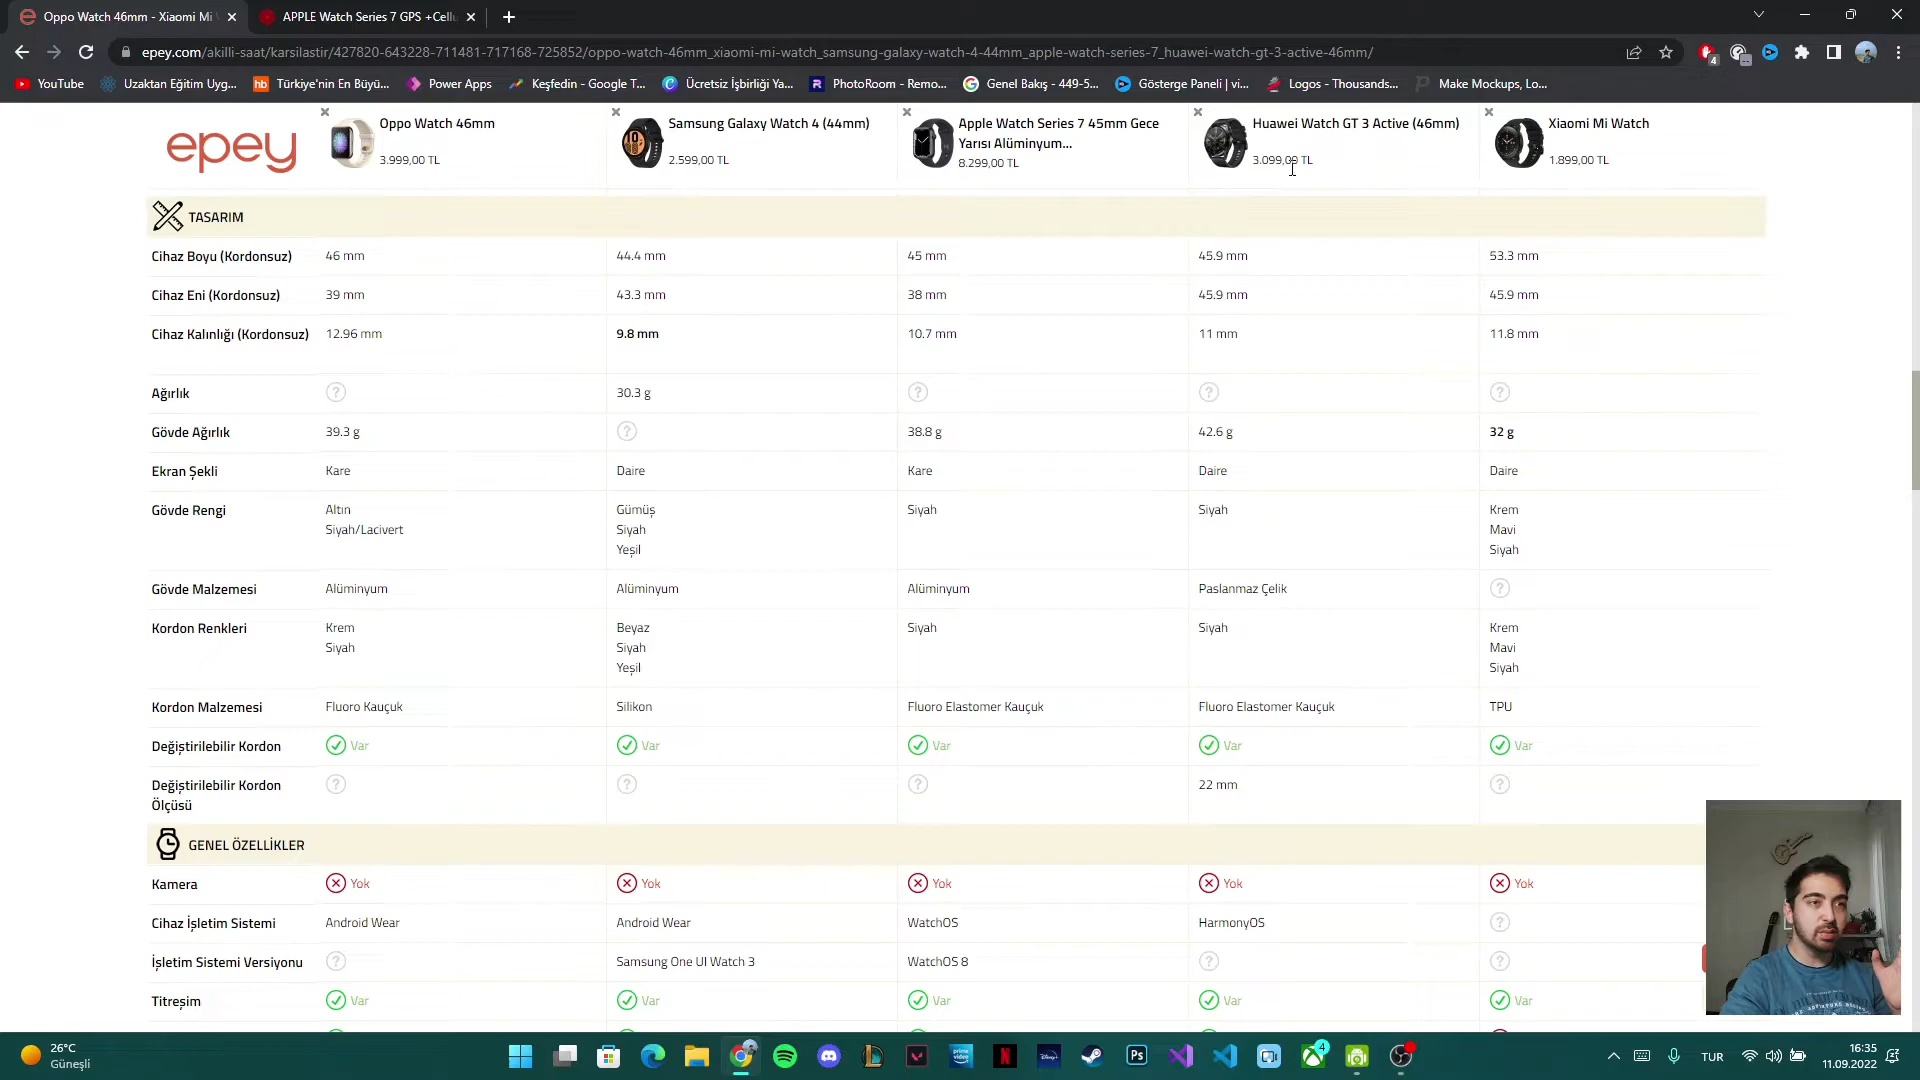 Oppo Watch 46mm - Xiaomi Mi
APPLE Watch Series 7 GPS +Cellu
epey.com/akilli-saat/karsilastir/427820-643228-711481-717168-725852/oppo-watch-46mm_xiaomi-mi-watch_samsung-galaxy-watch-4-44mm_apple-watch-series-7_huawei-watch-gt-3-active-46mm/
4
YouTube
Uzaktan Eğitim Uyg...
hb
Türkiye'nin En Büyü...
Power Apps
Keşfedin - Google T...
Ücretsiz İşbirliği Ya...
R
PhotoRoom - Remo...
Genel Bakış - 449-5...
Gösterge Paneli | vi...
Logos - Thousands...
Make Mockups, Lo...
epey
Oppo Watch 46mm
3.999,00 TL
Samsung Galaxy Watch 4 (44mm)
2.599,00 TL
Apple Watch Series 7 45mm Gece
Yarısı Alüminyum...
8.299,00 TL
Huawei Watch GT 3 Active (46mm)
3.099,00 TL
Xiaomi Mi Watch
1.899,00 TL
TASARIM
Cihaz Boyu (Kordonsuz) 46 mm 44.4 mm 45 mm 45.9 mm 53.3 mm
Cihaz Eni (Kordonsuz) 39 mm 43.3 mm 38 mm 45.9 mm 45.9 mm
Cihaz Kalınlığı (Kordonsuz) 12.96 mm 9.8 mm 10.7 mm 11 mm 11.8 mm
Ağırlık ? 30.3 g ? ? ?
Gövde Ağırlık 39.3 g ? 38.8 g 42.6 g 32 g
Ekran Şekli Kare Daire Kare Daire Daire
Gövde Rengi Altın Gümüş Siyah Siyah Krem
Siyah/Lacivert Siyah Mavi
Yeşil Siyah
Gövde Malzemesi Alüminyum Alüminyum Alüminyum Paslanmaz Çelik ?
Kordon Renkleri Krem Beyaz Siyah Siyah Krem
Siyah Siyah Mavi
Yeşil Siyah
Kordon Malzemesi Fluoro Kauçuk Silikon Fluoro Elastomer Kauçuk Fluoro Elastomer Kauçuk TPU
Değiştirilebilir Kordon Var Var Var Var Var
Değiştirilebilir Kordon ? ? ? 22 mm ?
Ölçüsü
GENEL ÖZELLİKLER
Kamera Yok Yok Yok Yok Yok
Cihaz İşletim Sistemi Android Wear Android Wear WatchOS HarmonyOS ?
İşletim Sistemi Versiyonu ? Samsung One UI Watch 3 WatchOS 8 ? ?
Titreşim Var Var Var Var Var
26°C
Güneşli
prime video
N
Disney+
Ps
4
TUR
16:35
11.09.2022